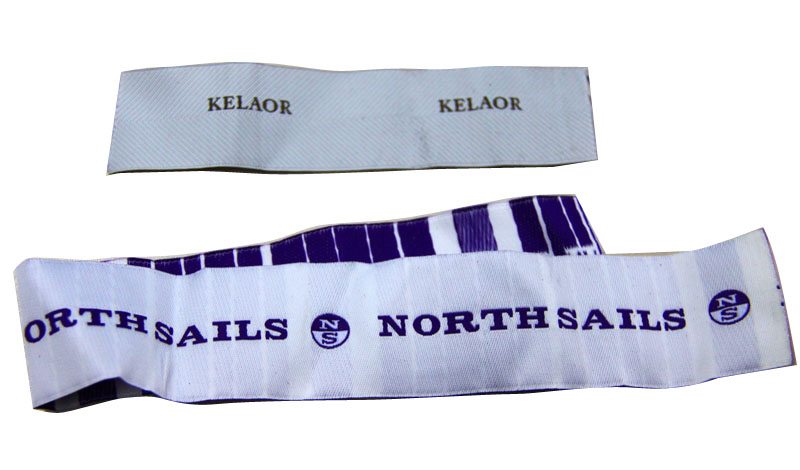 KELAOR KELAOR
ORTH SAILS NS NORTH SAILS NS